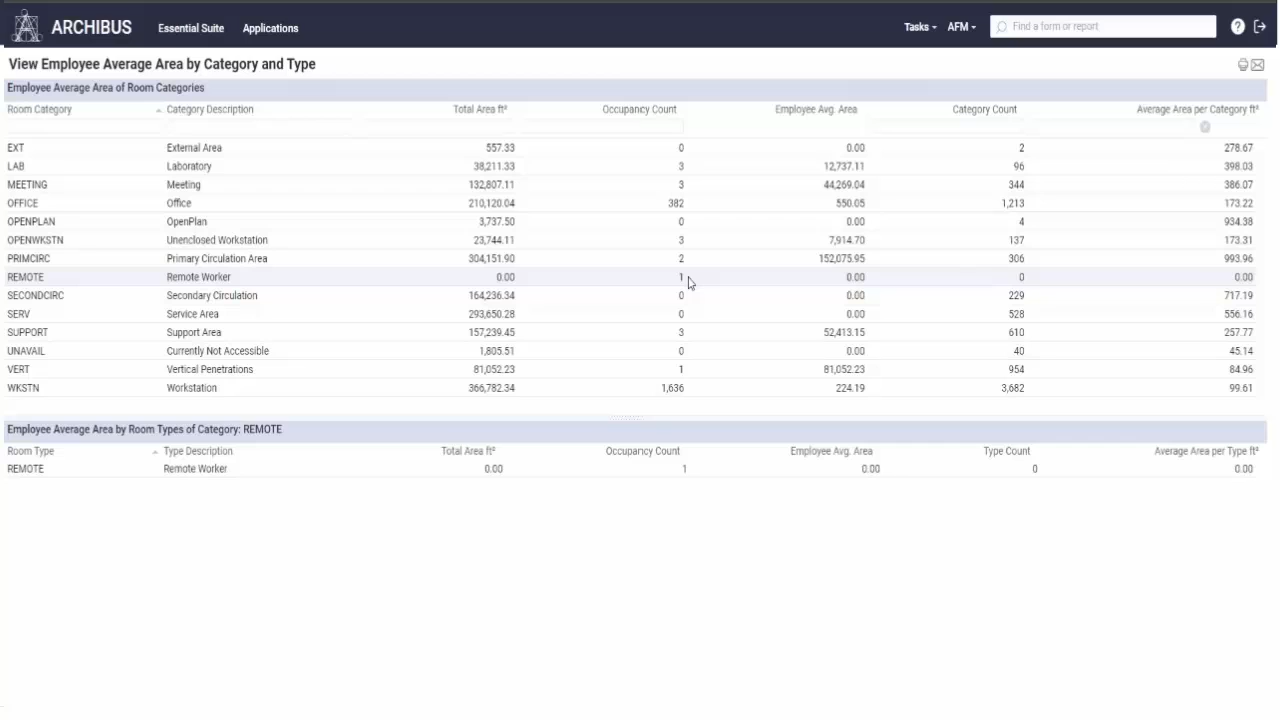 ARCHIBUS Essential Suite Applications Tasks AFM Find a form or report ?
View Employee Average Area by Category and Type
Employee Average Area of Room Categories
Room Category Category Description Total Area ft² Occupancy Count Employee Avg. Area Category Count Average Area per Category ft²
EXT External Area 557.33 0 0.00 2 278.67
LAB Laboratory 38,211.33 3 12,737.11 96 398.03
MEETING Meeting 132,807.11 3 44,269.04 344 386.07
OFFICE Office 210,120.04 382 550.05 1,213 173.22
OPENPLAN OpenPlan 3,737.50 0 0.00 4 934.38
OPENWKSTN Unenclosed Workstation 23,744.11 3 7,914.70 137 173.31
PRIMCIRC Primary Circulation Area 304,151.90 2 152,075.95 306 993.96
REMOTE Remote Worker 0.00 1 0.00 0 0.00
SECONDCIRC Secondary Circulation 164,236.34 0 0.00 229 717.19
SERV Service Area 293,650.28 0 0.00 528 556.16
SUPPORT Support Area 157,239.45 3 52,413.15 610 257.77
UNAVAIL Currently Not Accessible 1,805.51 0 0.00 40 45.14
VERT Vertical Penetrations 81,052.23 1 81,052.23 954 84.96
WKSTN Workstation 366,782.34 1,636 224.19 3,682 99.61
Employee Average Area by Room Types of Category: REMOTE
Room Type Type Description Total Area ft² Occupancy Count Employee Avg. Area Type Count Average Area per Type ft²
REMOTE Remote Worker 0.00 1 0.00 0 0.00